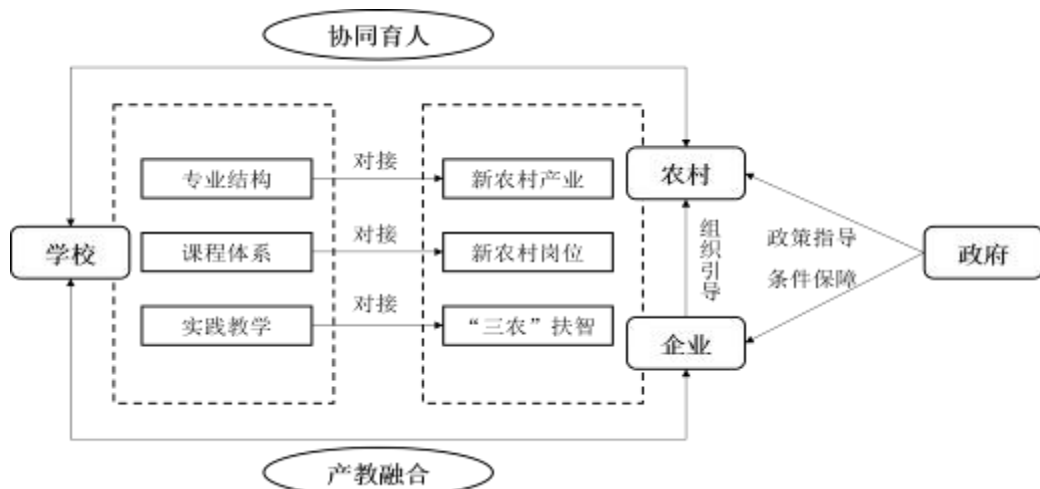 协同育人
专业结构
对接
新农村产业
农村
学校
课程体系
对接
新农村岗位
组织引导
政策指导
条件保障
政府
实践教学
对接
“三农”扶智
企业
产教融合